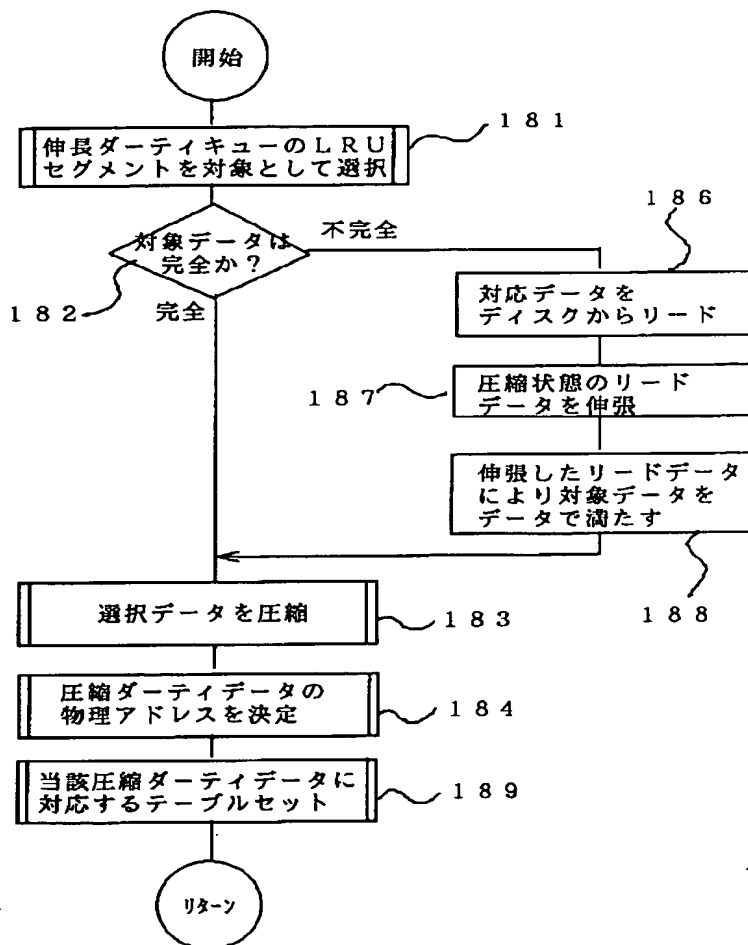 開始
伸長ダーティキューのLRU
セグメントを対象として選択
181
対象データは
完全か？
182
不完全
完全
186
対応データを
ディスクからリード
187
圧縮状態のリード
データを伸張
伸張したリードデータ
により対象データを
データで満たす
188
選択データを圧縮
183
圧縮ダーティデータの
物理アドレスを決定
184
当該圧縮ダーティデータに
対応するテーブルセット
189
リターン